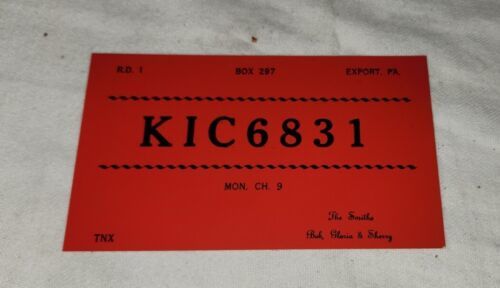 R.D. 1 BOX 297 EXPORT, PA.
KIC6831
MON, CH. 9
The Smiths
TNX Bob, Gloria & Sherry